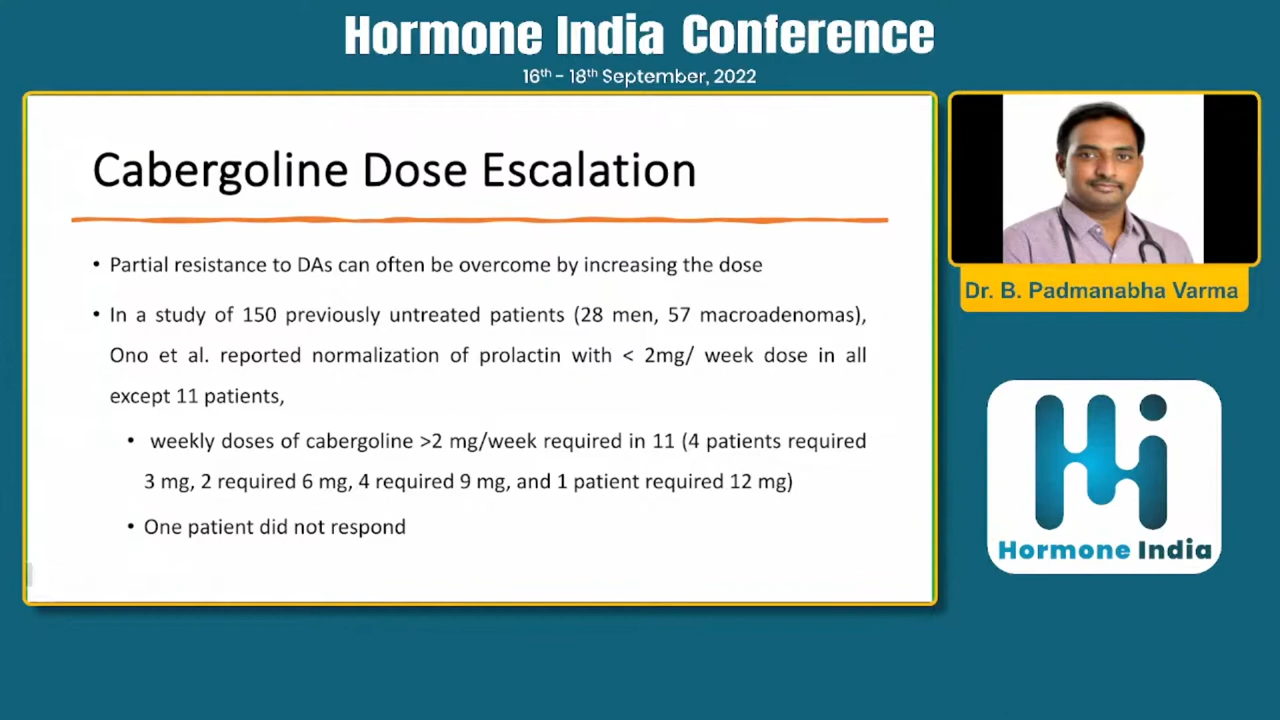 Hormone India Conference
16th - 18th September, 2022
Cabergoline Dose Escalation
• Partial resistance to DAs can often be overcome by increasing the dose
• In a study of 150 previously untreated patients (28 men, 57 macroadenomas),
Ono et al. reported normalization of prolactin with < 2mg/ week dose in all
except 11 patients,
• weekly doses of cabergoline >2 mg/week required in 11 (4 patients required
3 mg, 2 required 6 mg, 4 required 9 mg, and 1 patient required 12 mg)
• One patient did not respond
Dr. B. Padmanabha Varma
Hormone India